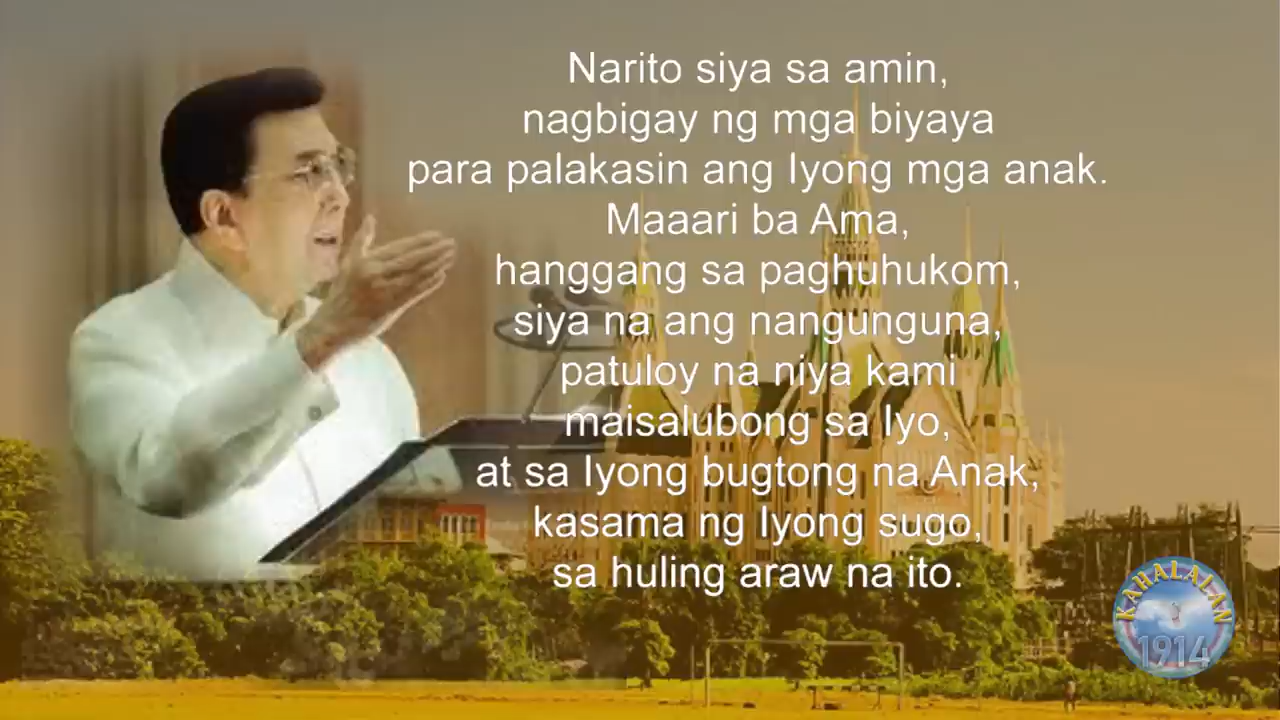 Narito siya sa amin,
nagbigay ng mga biyaya
para palakasin ang Iyong mga anak.
Maaari ba Ama,
hanggang sa paghuhukom,
siya na ang nangunguna,
patuloy na niya kami
maisalubong sa Iyo,
at sa Iyong bugtong na Anak,
kasama ng Iyong sugo,
sa huling araw na ito.
KAHALALAN
1914